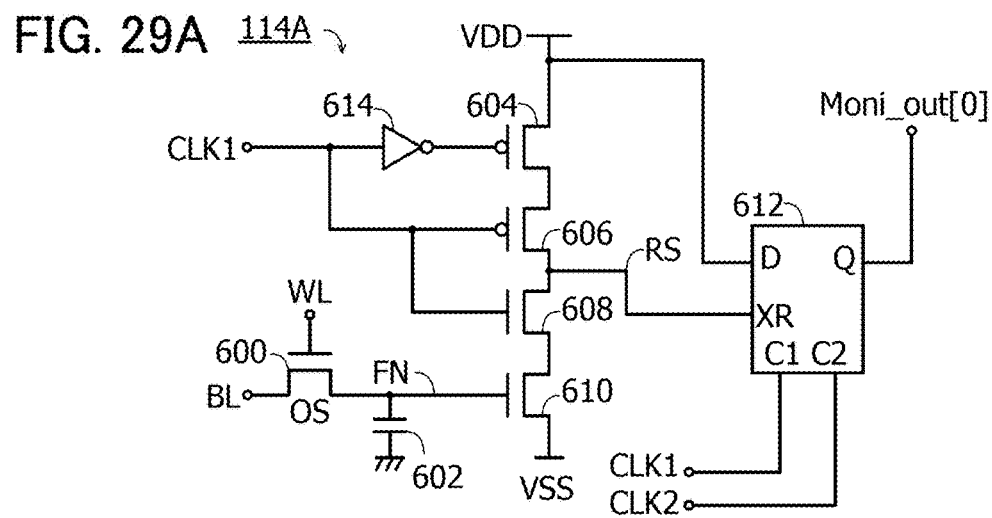 FIG. 29A
114A
VDD
604
614
Moni_out[0]
CLK1
612
606
RS
D
Q
WL
608
XR
600
C1
C2
FN
BL
OS
610
602
VSS
CLK1
CLK2